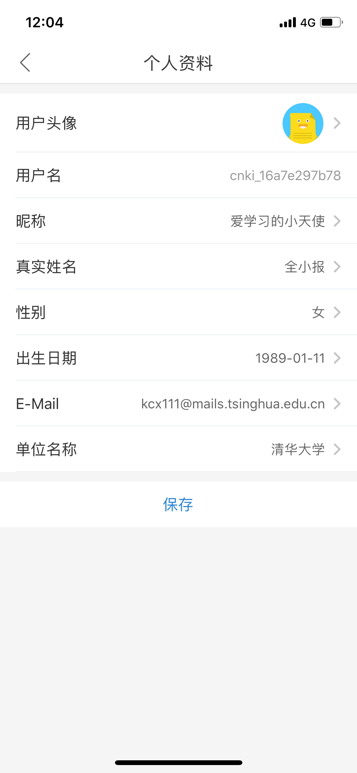 12:04 4G
个人资料
用户头像
用户名 cnki_16a7e297b78
昵称 爱学习的小天使
真实姓名 全小报
性别 女
出生日期 1989-01-11
E-Mail kcx111@mails.tsinghua.edu.cn
单位名称 清华大学
保存